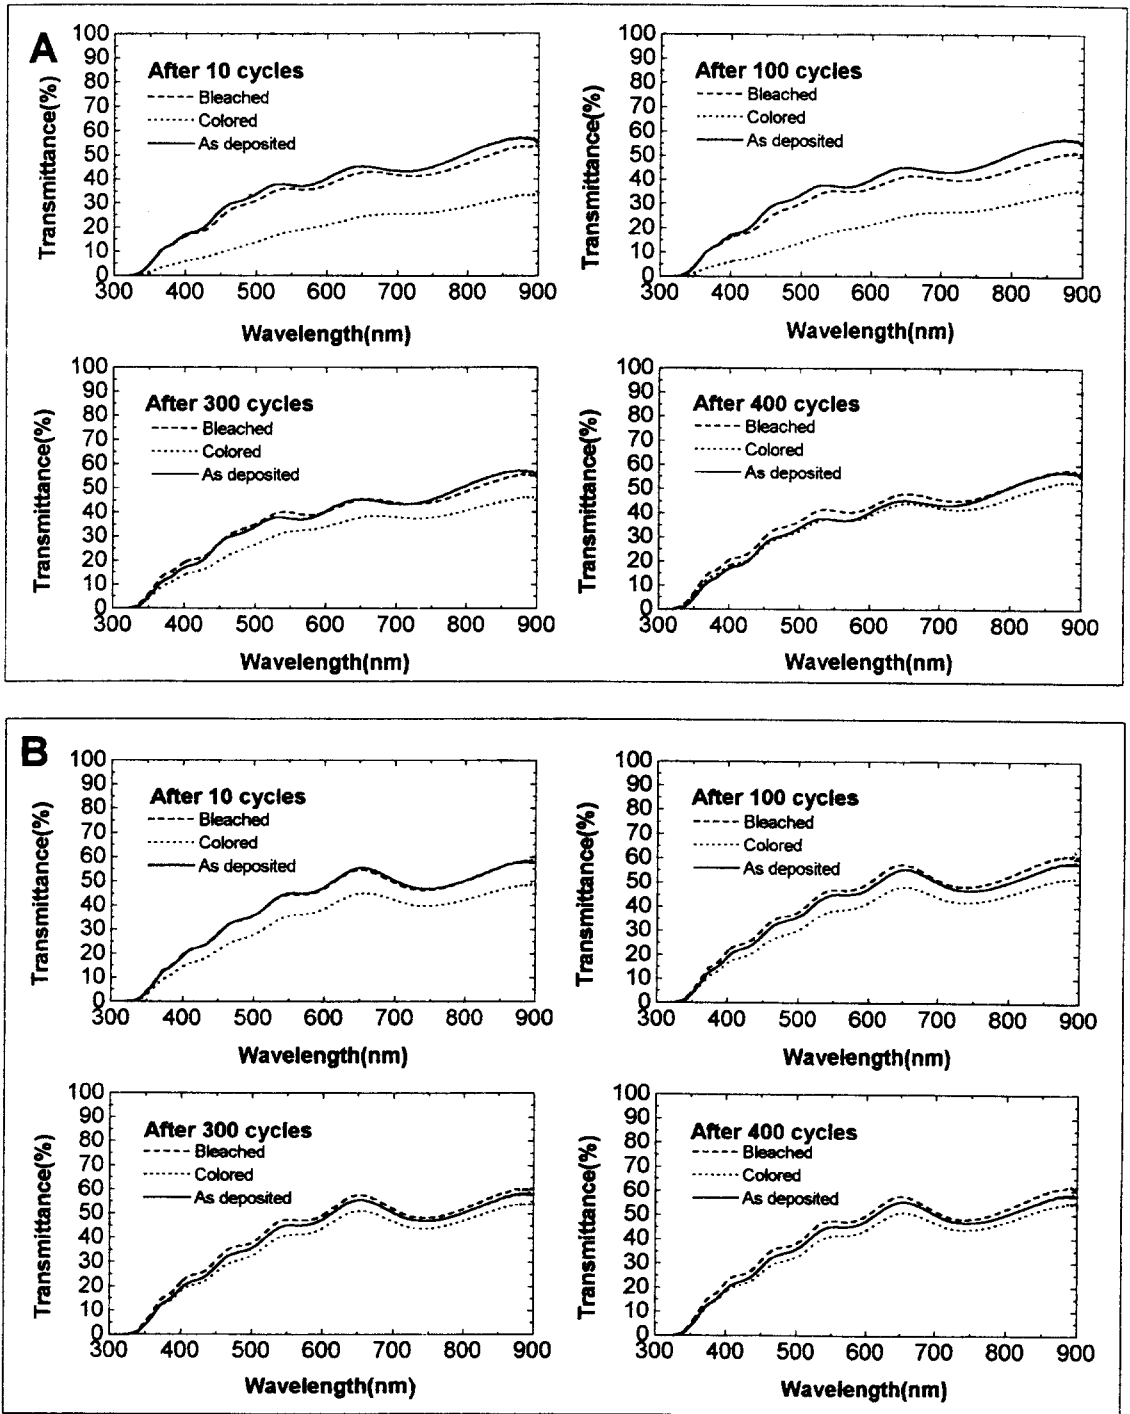 A
After 10 cycles
Bleached
Colored
As deposited
Transmittance(%)
100
90
80
70
60
50
40
30
20
10
0
300 400 500 600 700 800 900
Wavelength(nm)
After 100 cycles
Bleached
Colored
As deposited
Transmittance(%)
100
90
80
70
60
50
40
30
20
10
0
300 400 500 600 700 800 900
Wavelength(nm)
After 300 cycles
Bleached
Colored
As deposited
Transmittance(%)
100
90
80
70
60
50
40
30
20
10
0
300 400 500 600 700 800 900
Wavelength(nm)
After 400 cycles
Bleached
Colored
As deposited
Transmittance(%)
100
90
80
70
60
50
40
30
20
10
0
300 400 500 600 700 800 900
Wavelength(nm)
B
After 10 cycles
Bleached
Colored
As deposited
Transmittance(%)
100
90
80
70
60
50
40
30
20
10
0
300 400 500 600 700 800 900
Wavelength(nm)
After 100 cycles
Bleached
Colored
As deposited
Transmittance(%)
100
90
80
70
60
50
40
30
20
10
0
300 400 500 600 700 800 900
Wavelength(nm)
After 300 cycles
Bleached
Colored
As deposited
Transmittance(%)
100
90
80
70
60
50
40
30
20
10
0
300 400 500 600 700 800 900
Wavelength(nm)
After 400 cycles
Bleached
Colored
As deposited
Transmittance(%)
100
90
80
70
60
50
40
30
20
10
0
300 400 500 600 700 800 900
Wavelength(nm)